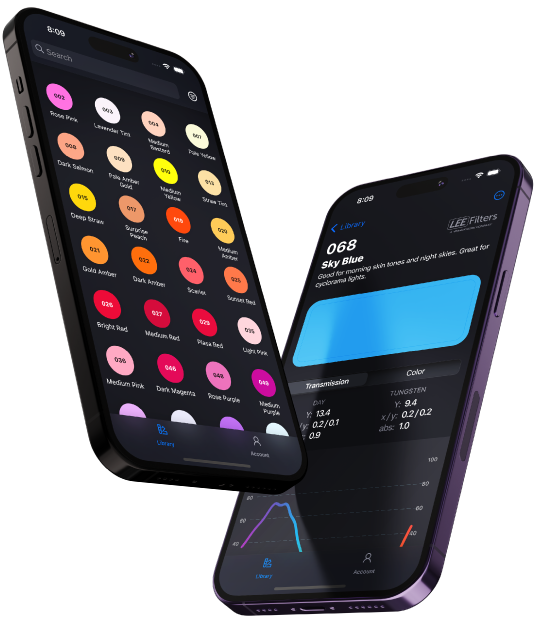 8:09
Search
002
Rose Pink
003
Lavender Tint
004
Medium
Bastard
007
Pale Yellow
008
Dark Salmon
009
Pale Amber
Gold
010
Medium
Yellow
013
Straw Tint
015
Deep Straw
017
Surprise
Peach
019
Fire
020
Medium
Amber
021
Gold Amber
022
Dark Amber
024
Scarlet
025
Sunset Red
026
Bright Red
027
Medium Red
029
Plasa Red
035
Light Pink
036
Medium Pink
046
Dark Magenta
048
Rose Purple
049
Medium
Purple
Library
Account
8:09
Library
LEE Filters
068
Sky Blue
Good for morning skin tones and night skies. Great for
cyclorama lights.
Transmission
Color
DAY
Y: 13.4
x/y: 0.2/0.1
0.9
TUNGSTEN
Y: 9.4
x/y: 0.2/0.2
abs: 1.0
100
80
60
40
80
60
40
Library
Account